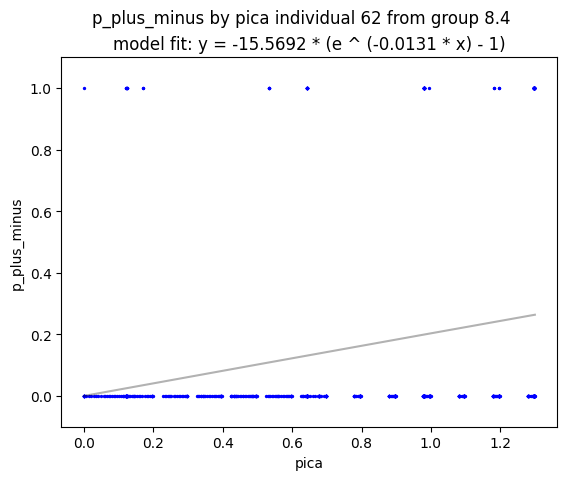 p_plus_minus by pica individual 62 from group 8.4
model fit: y = -15.5692 * (e ^ (-0.0131 * x) - 1)
1.0
0.8
0.6
0.4
0.2
0.0
p_plus_minus
0.0 0.2 0.4 0.6 0.8 1.0 1.2
pica